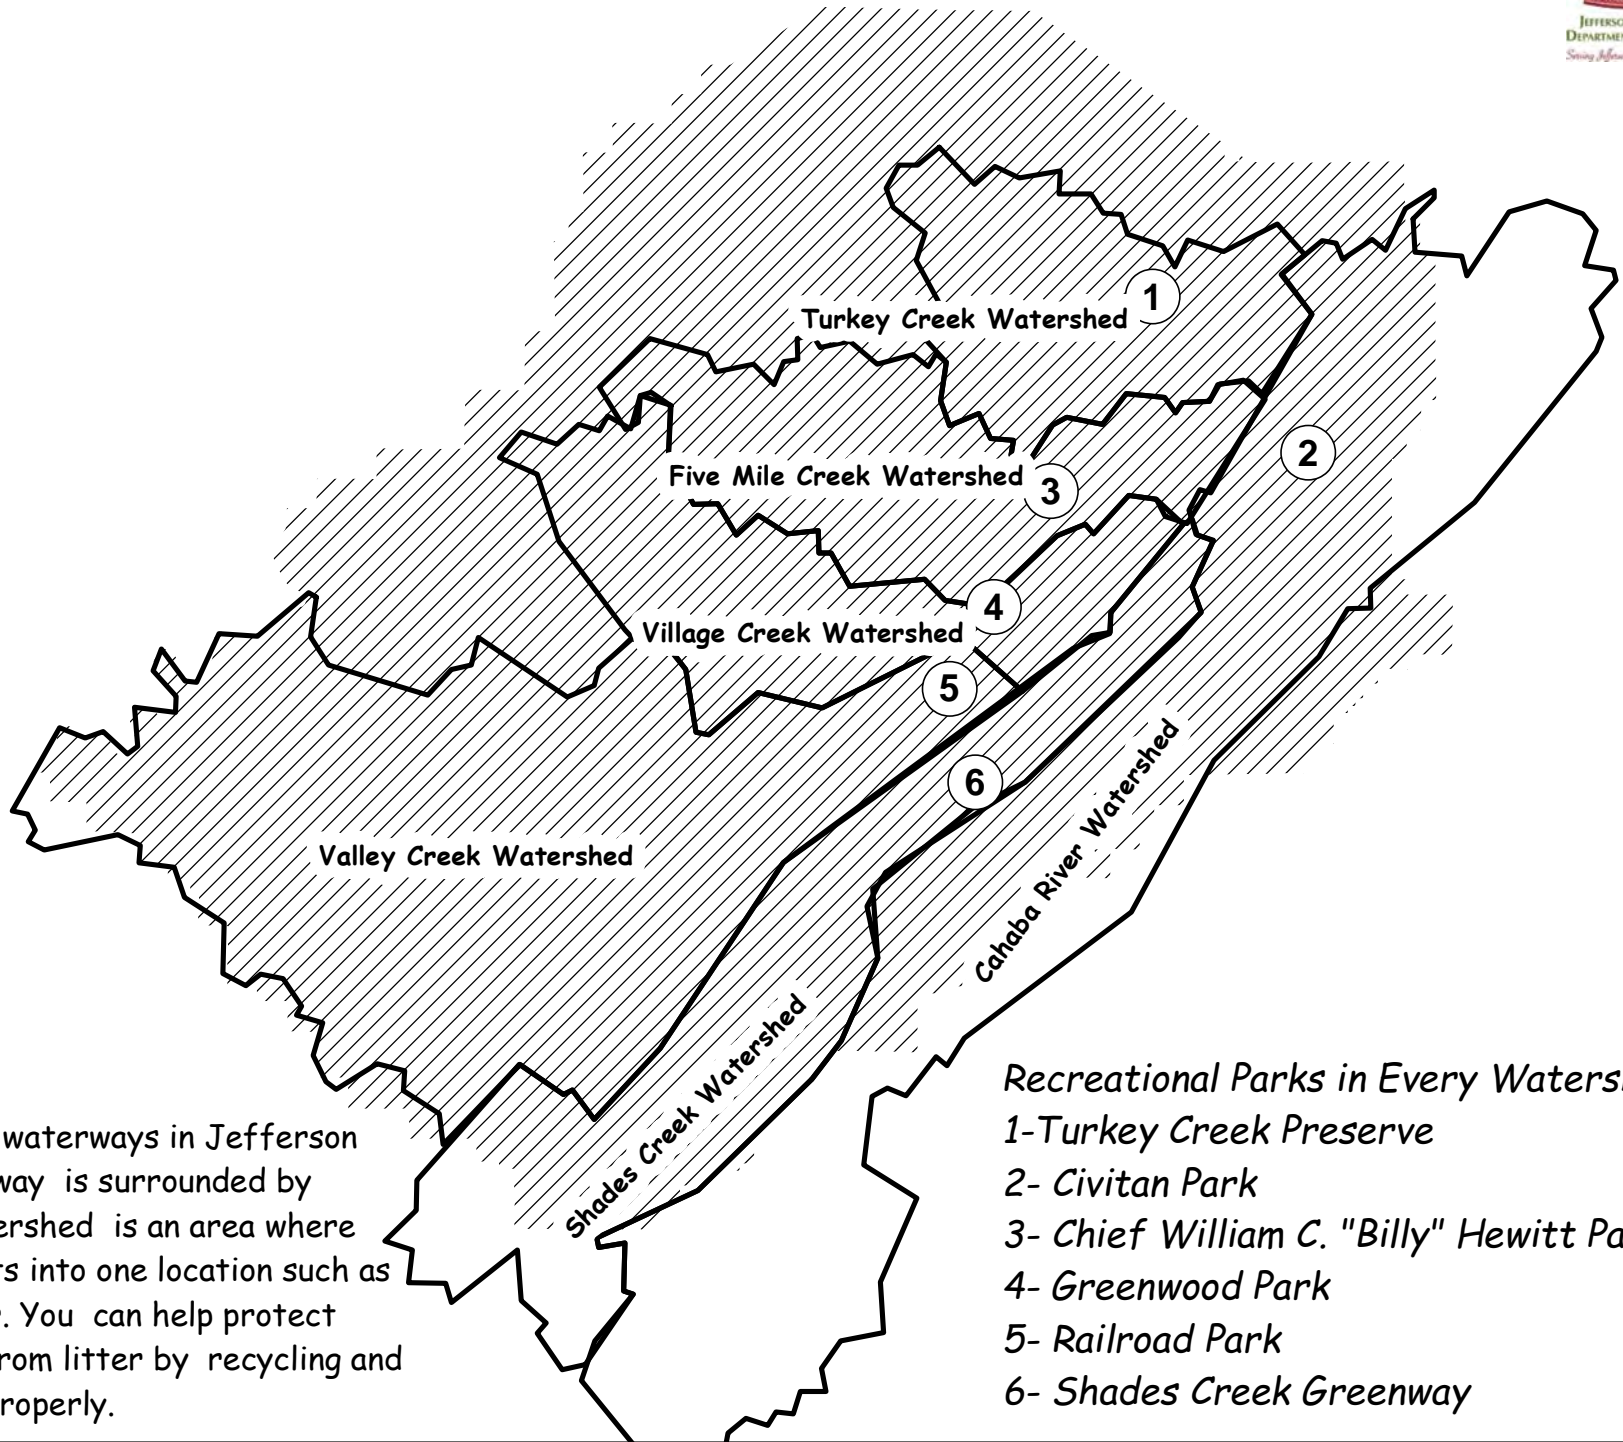 1
Turkey Creek Watershed
2
Five Mile Creek Watershed
3
4
Village Creek Watershed
5
6
Cahaba River Watershed
Valley Creek Watershed
Shades Creek Watershed
waterways in Jefferson
way is surrounded by
ershed is an area where
ts into one location such as
. You can help protect
rom litter by recycling and
roperly.
Recreational Parks in Every Waters
1-Turkey Creek Preserve
2- Civitan Park
3- Chief William C. "Billy" Hewitt Pa
4- Greenwood Park
5- Railroad Park
6- Shades Creek Greenway